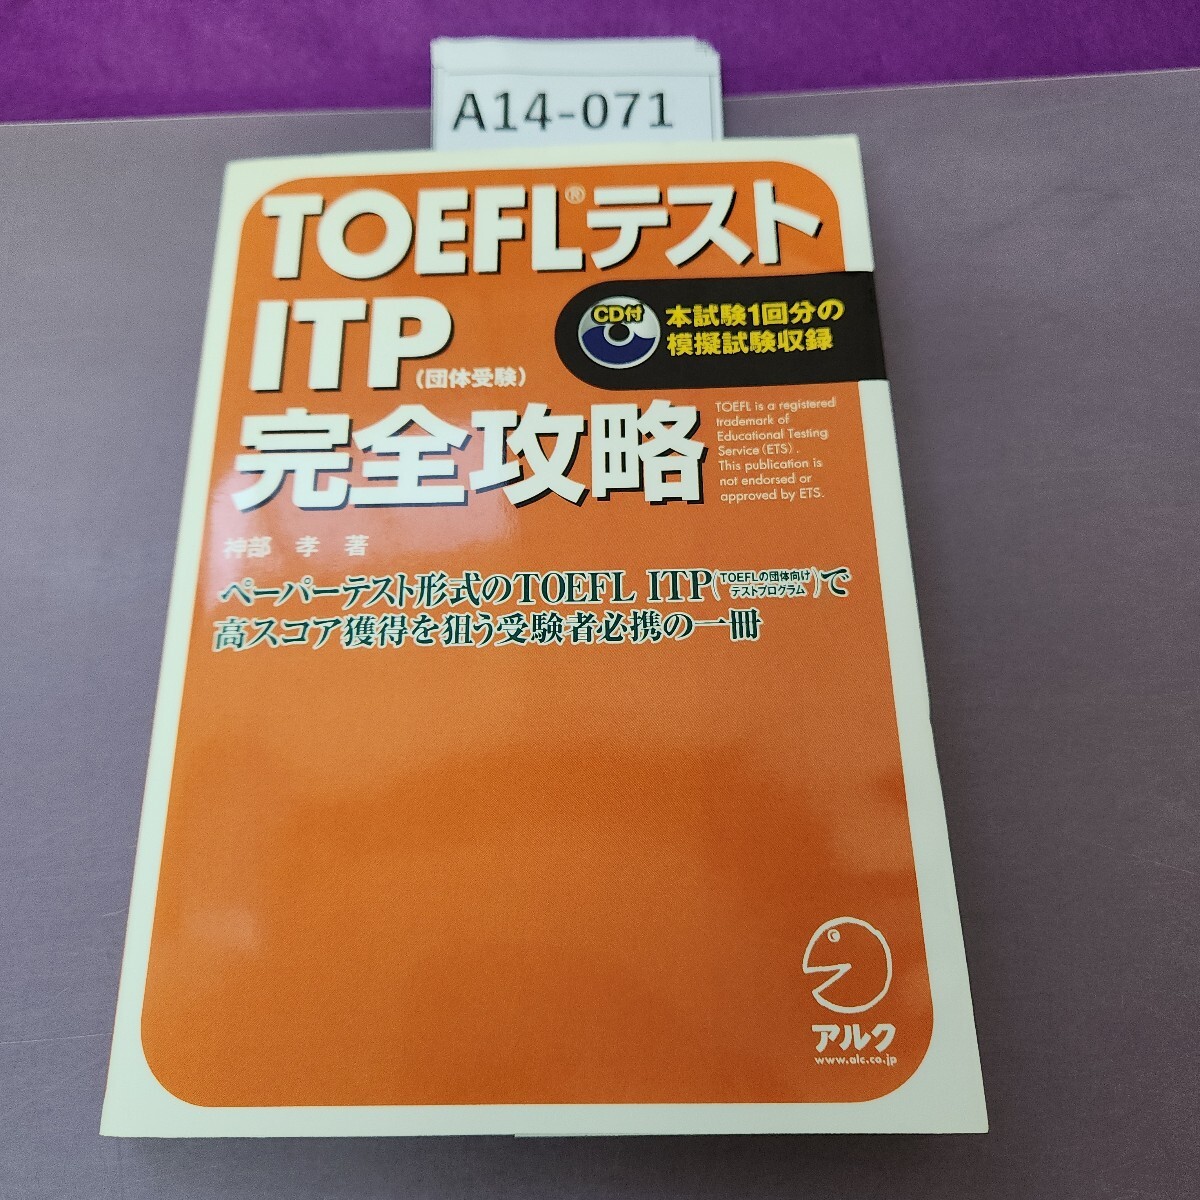 A14-071
TOEFL®テスト
ITP(団体受験)
完全攻略
CD付
本試験1回分の
模擬試験収録
TOEFL is a registered
trademark of
Educational Testing
Service (ETS).
This publication is
not endorsed or
approved by ETS.
神部 孝 著
ペーパーテスト形式のTOEFL ITP(TOEFLの団体向けテストプログラム)で
高スコア獲得を狙う受験者必携の一冊
アルク
www.alc.co.jp